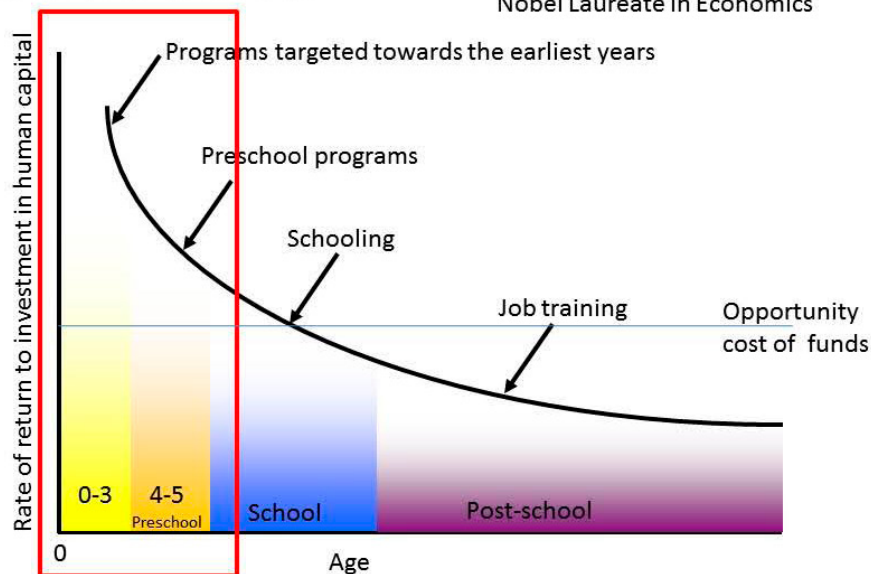 Nobel Laureate in Economics
Programs targeted towards the earliest years
Rate of return to investment in human capital
Preschool programs
Schooling
Job training
Opportunity
cost of funds
0-3
4-5
Preschool
School
Post-school
0
Age